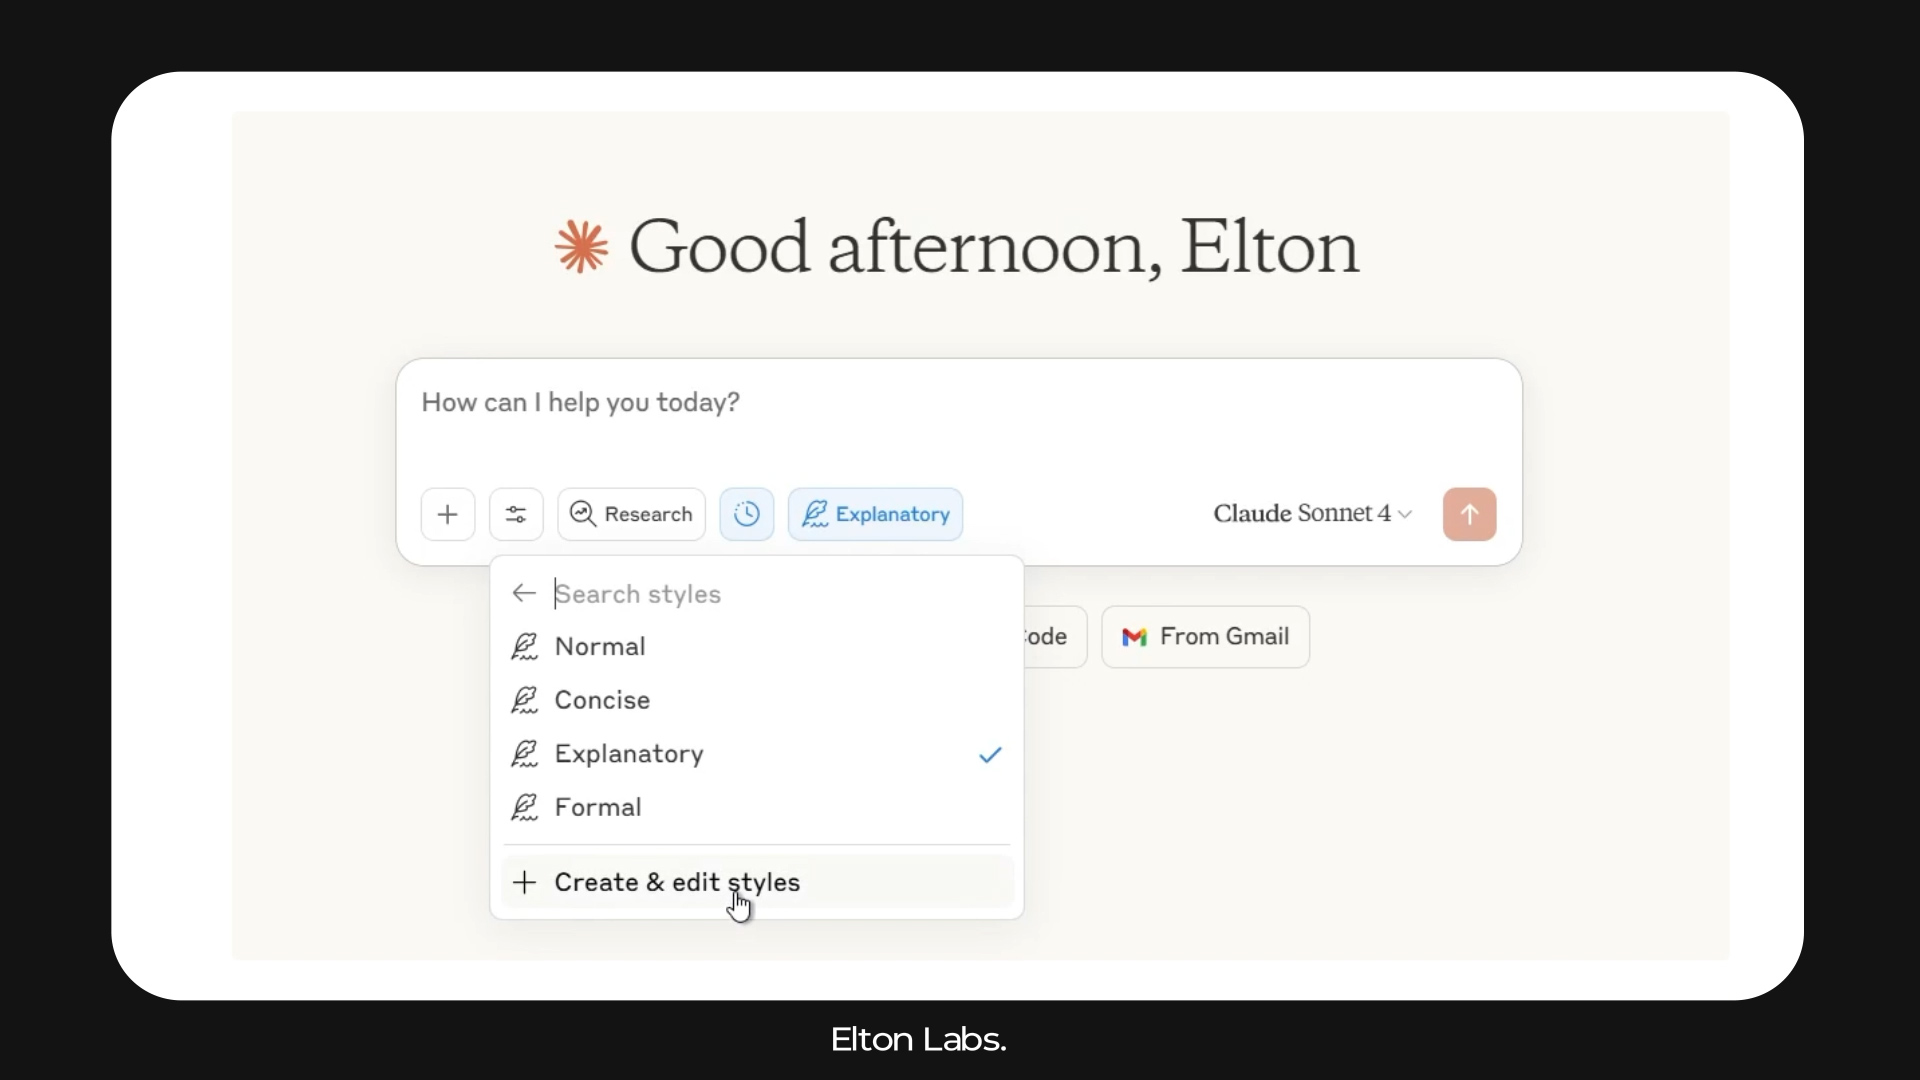 Good afternoon, Elton
How can I help you today?
Research
Explanatory
Claude Sonnet 4
Search styles
Normal
Concise
Explanatory
Formal
Create & edit styles
ode
From Gmail
Elton Labs.